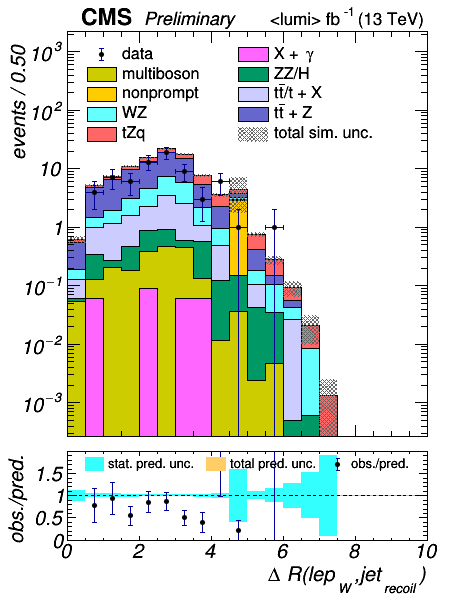 CMS Preliminary <lumi> fb⁻¹ (13 TeV)
events / 0.50
10³
10²
10
1
10⁻¹
10⁻²
10⁻³
data
multiboson
nonprompt
WZ
tZq
X + γ
ZZ/H
tt̄/t + X
tt̄ + Z
total sim. unc.
obs./pred.
1.5
1
0.5
0
stat. pred. unc. total pred. unc. obs./pred.
0 2 4 6 8 10
Δ R(lep_W, jet_recoil)